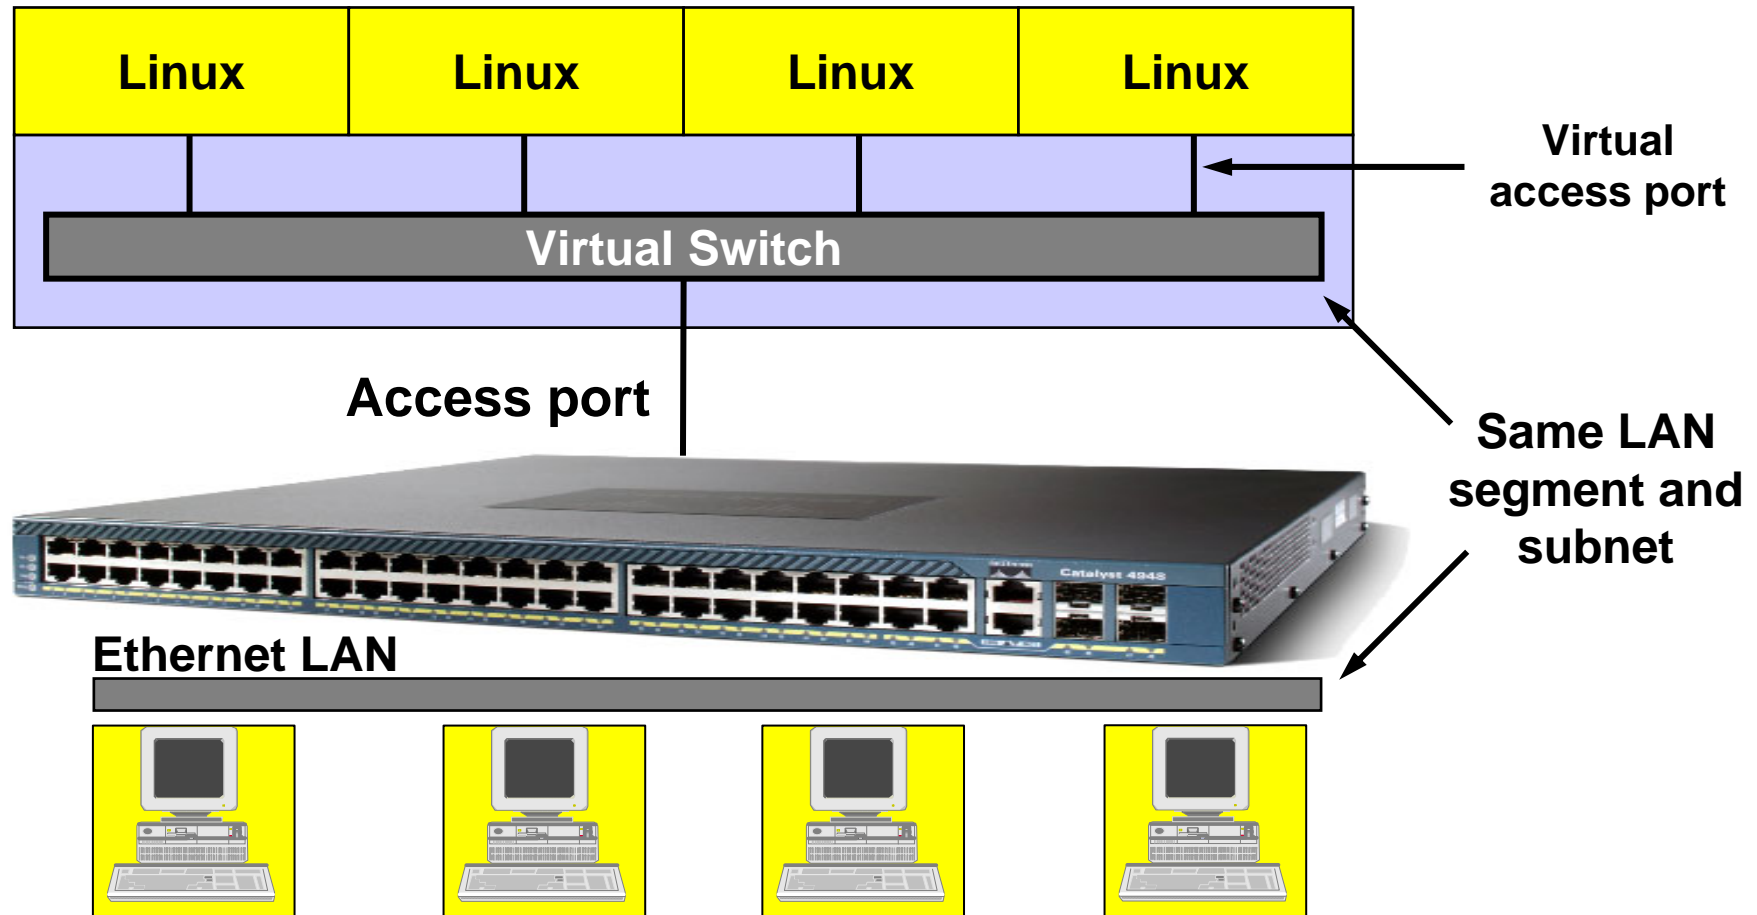 Linux Linux Linux Linux
Virtual
access port
Virtual Switch
Access port
Same LAN
segment and
subnet
Catalyst 4948
Ethernet LAN